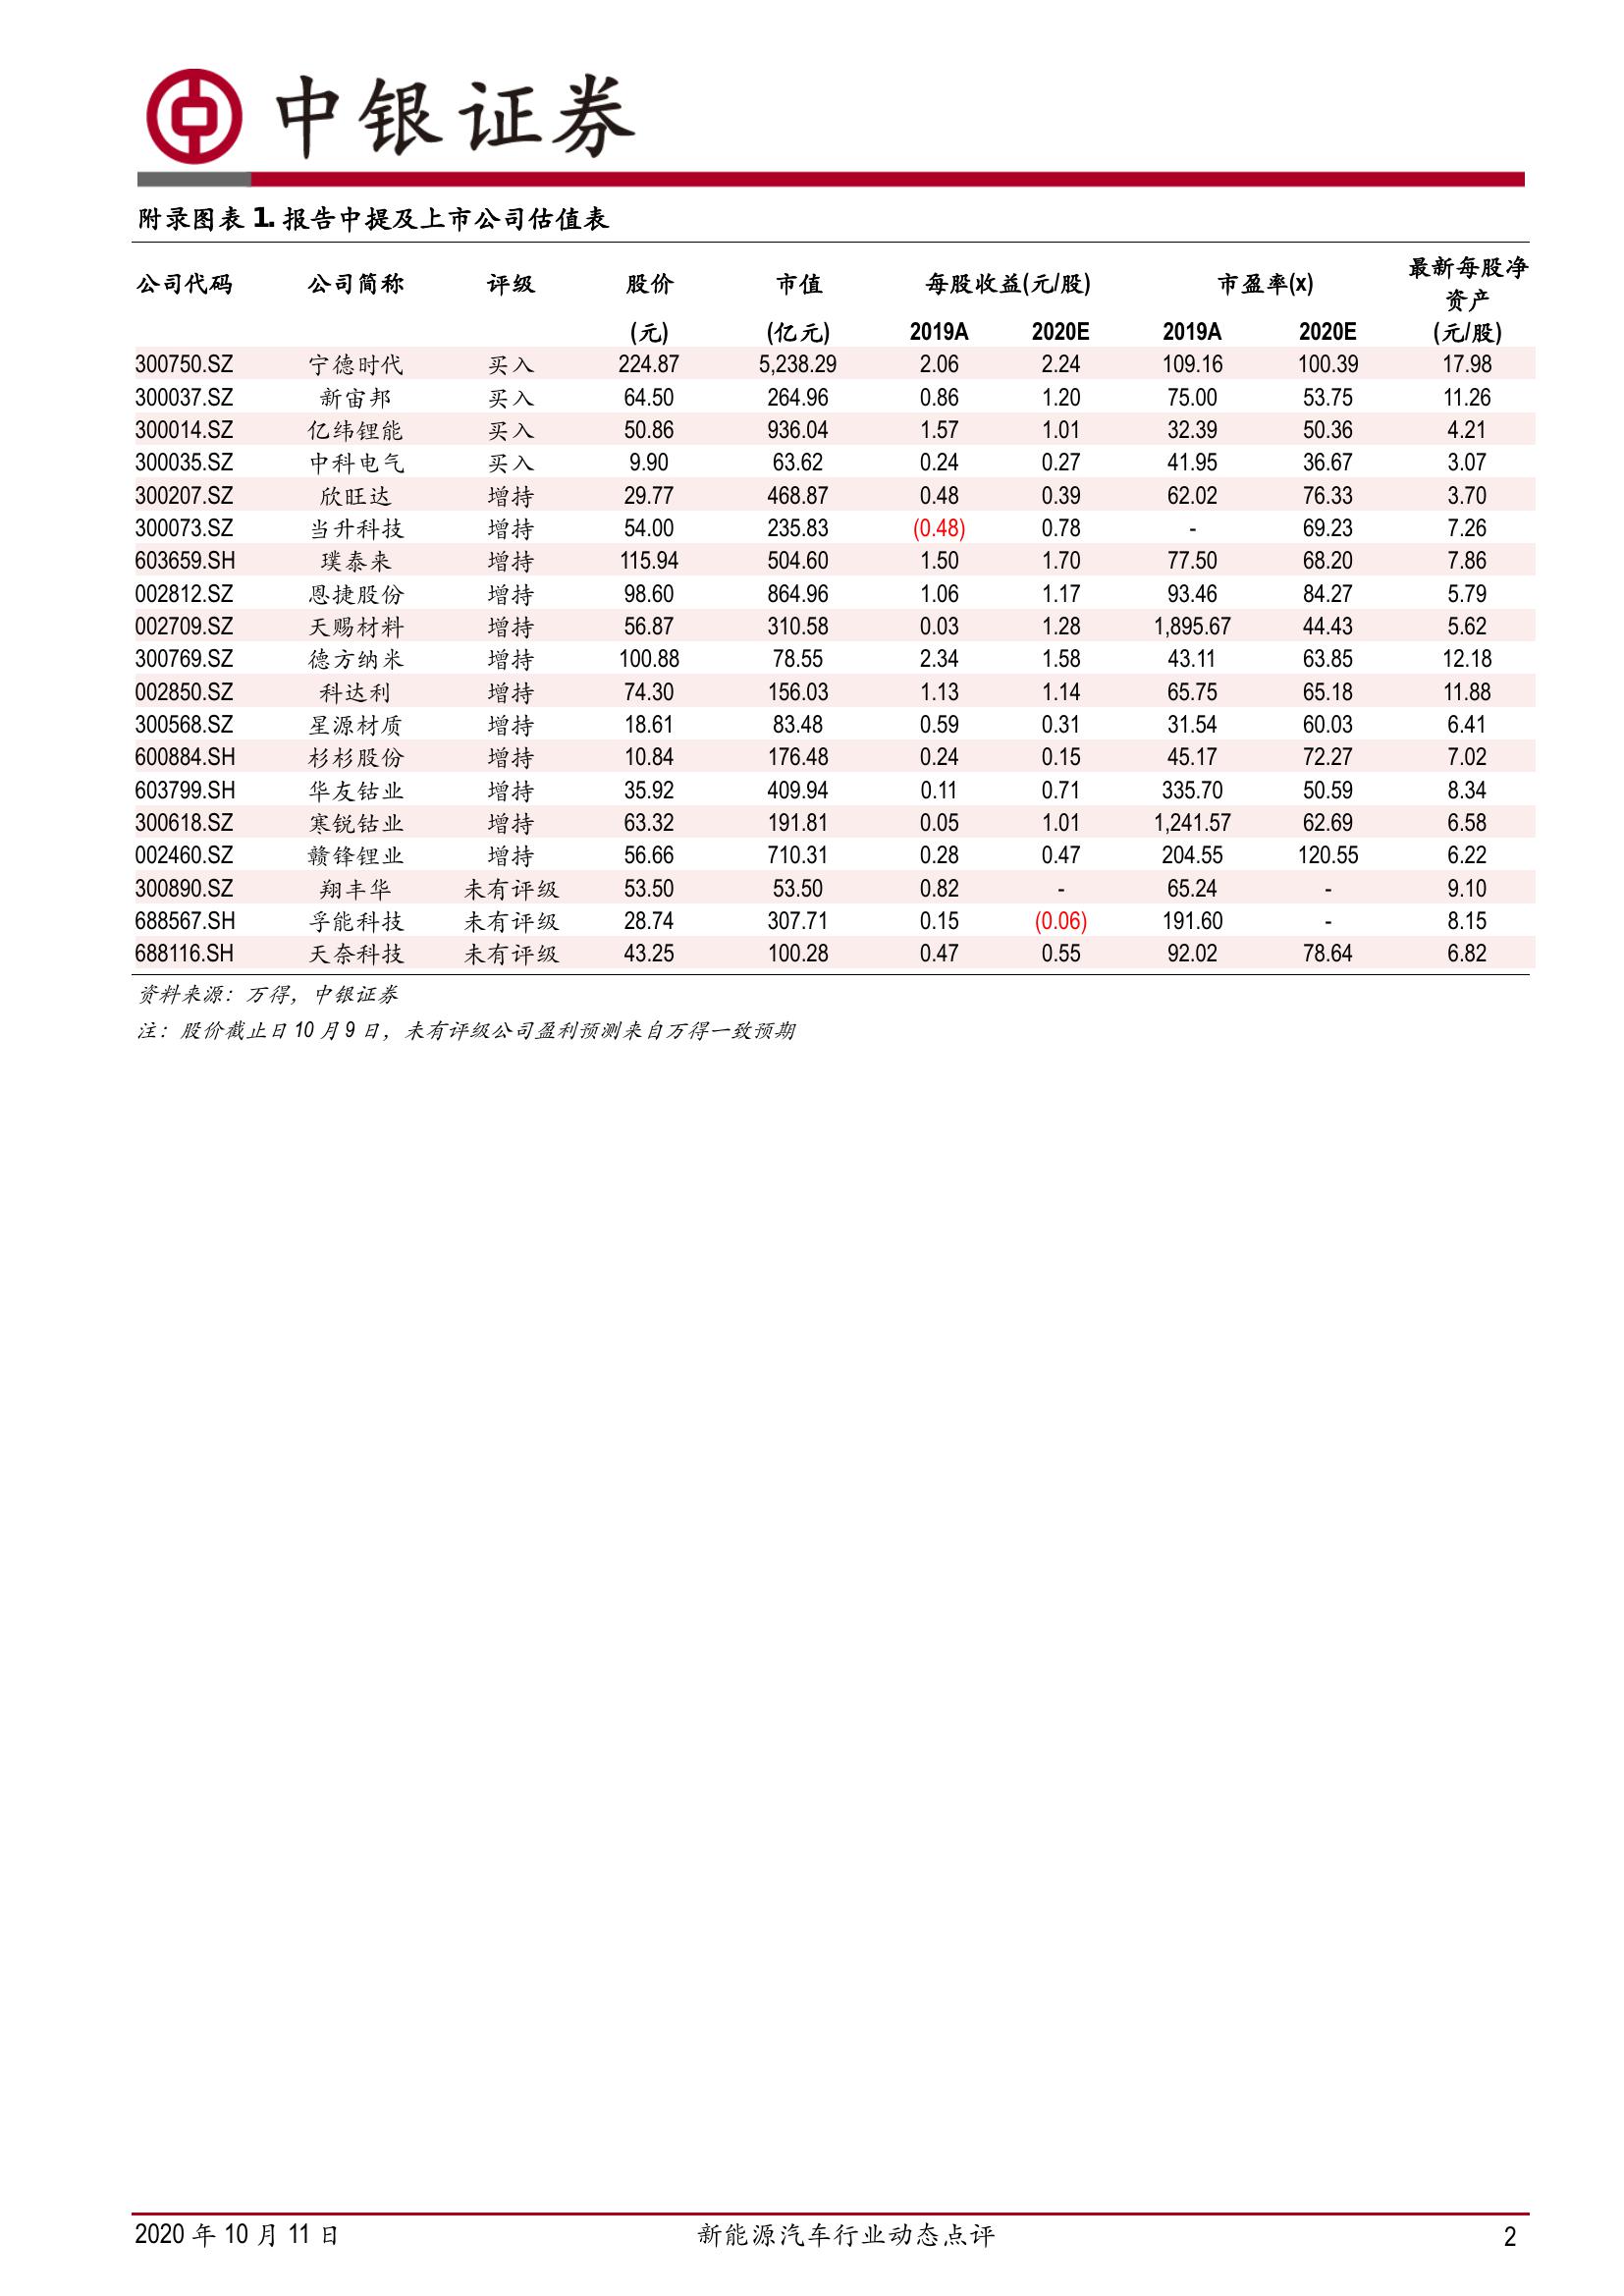 中银证券
附录图表 1. 报告中提及上市公司估值表
公司代码 公司简称 评级 股价 市值 每股收益(元/股) 市盈率(x) 最新每股净资产
(元) (亿元) 2019A 2020E 2019A 2020E (元/股)
300750.SZ 宁德时代 买入 224.87 5,238.29 2.06 2.24 109.16 100.39 17.98
300037.SZ 新宙邦 买入 64.50 264.96 0.86 1.20 75.00 53.75 11.26
300014.SZ 亿纬锂能 买入 50.86 936.04 1.57 1.01 32.39 50.36 4.21
300035.SZ 中科电气 买入 9.90 63.62 0.24 0.27 41.95 36.67 3.07
300207.SZ 欣旺达 增持 29.77 468.87 0.48 0.39 62.02 76.33 3.70
300073.SZ 当升科技 增持 54.00 235.83 (0.48) 0.78 - 69.23 7.26
603659.SH 璞泰来 增持 115.94 504.60 1.50 1.70 77.50 68.20 7.86
002812.SZ 恩捷股份 增持 98.60 864.96 1.06 1.17 93.46 84.27 5.79
002709.SZ 天赐材料 增持 56.87 310.58 0.03 1.28 1,895.67 44.43 5.62
300769.SZ 德方纳米 增持 100.88 78.55 2.34 1.58 43.11 63.85 12.18
002850.SZ 科达利 增持 74.30 156.03 1.13 1.14 65.75 65.18 11.88
300568.SZ 星源材质 增持 18.61 83.48 0.59 0.31 31.54 60.03 6.41
600884.SH 杉杉股份 增持 10.84 176.48 0.24 0.15 45.17 72.27 7.02
603799.SH 华友钴业 增持 35.92 409.94 0.11 0.71 335.70 50.59 8.34
300618.SZ 寒锐钴业 增持 63.32 191.81 0.05 1.01 1,241.57 62.69 6.58
002460.SZ 赣锋锂业 增持 56.66 710.31 0.28 0.47 204.55 120.55 6.22
300890.SZ 翔丰华 未有评级 53.50 53.50 0.82 - 65.24 - 9.10
688567.SH 孚能科技 未有评级 28.74 307.71 0.15 (0.06) 191.60 - 8.15
688116.SH 天奈科技 未有评级 43.25 100.28 0.47 0.55 92.02 78.64 6.82
资料来源：万得，中银证券
注：股价截止日 10 月 9 日，未有评级公司盈利预测来自万得一致预期
2020 年 10 月 11 日 新能源汽车行业动态点评 2